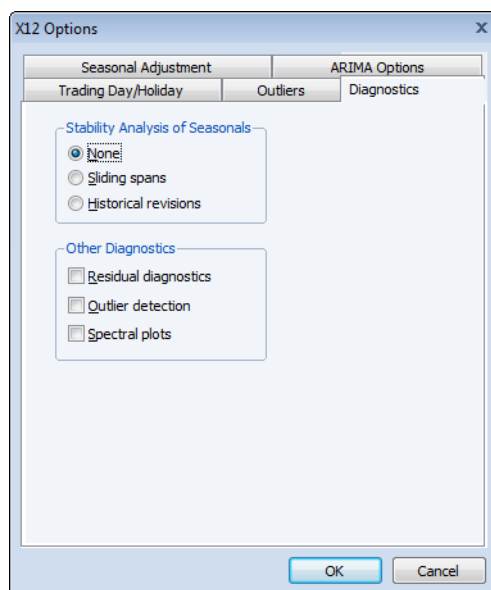 X12 Options
x
Seasonal Adjustment
ARIMA Options
Trading Day/Holiday
Outliers
Diagnostics
Stability Analysis of Seasonals
None
Sliding spans
Historical revisions
Other Diagnostics
Residual diagnostics
Outlier detection
Spectral plots
OK
Cancel